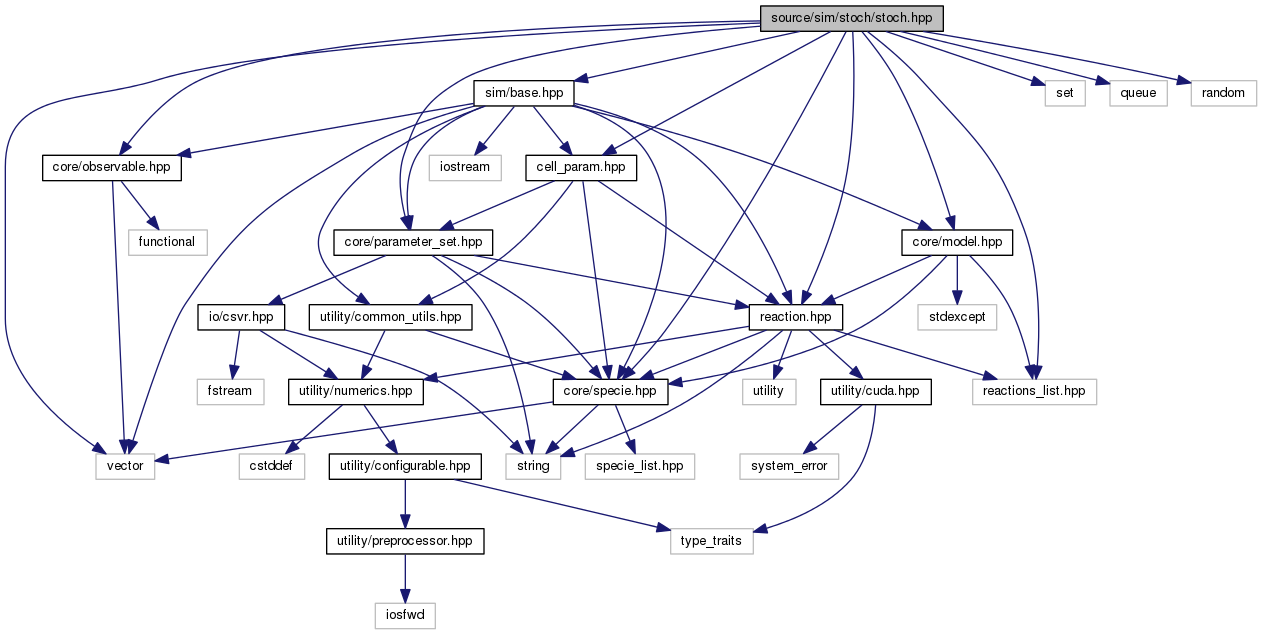 source/sim/stoch/stoch.hpp
sim/base.hpp
set
queue
random
core/observable.hpp
iostream
cell_param.hpp
functional
core/parameter_set.hpp
core/model.hpp
io/csvr.hpp
utility/common_utils.hpp
reaction.hpp
stdexcept
fstream
utility/numerics.hpp
core/specie.hpp
utility
utility/cuda.hpp
reactions_list.hpp
vector
cstddef
utility/configurable.hpp
string
specie_list.hpp
system_error
utility/preprocessor.hpp
type_traits
iosfwd